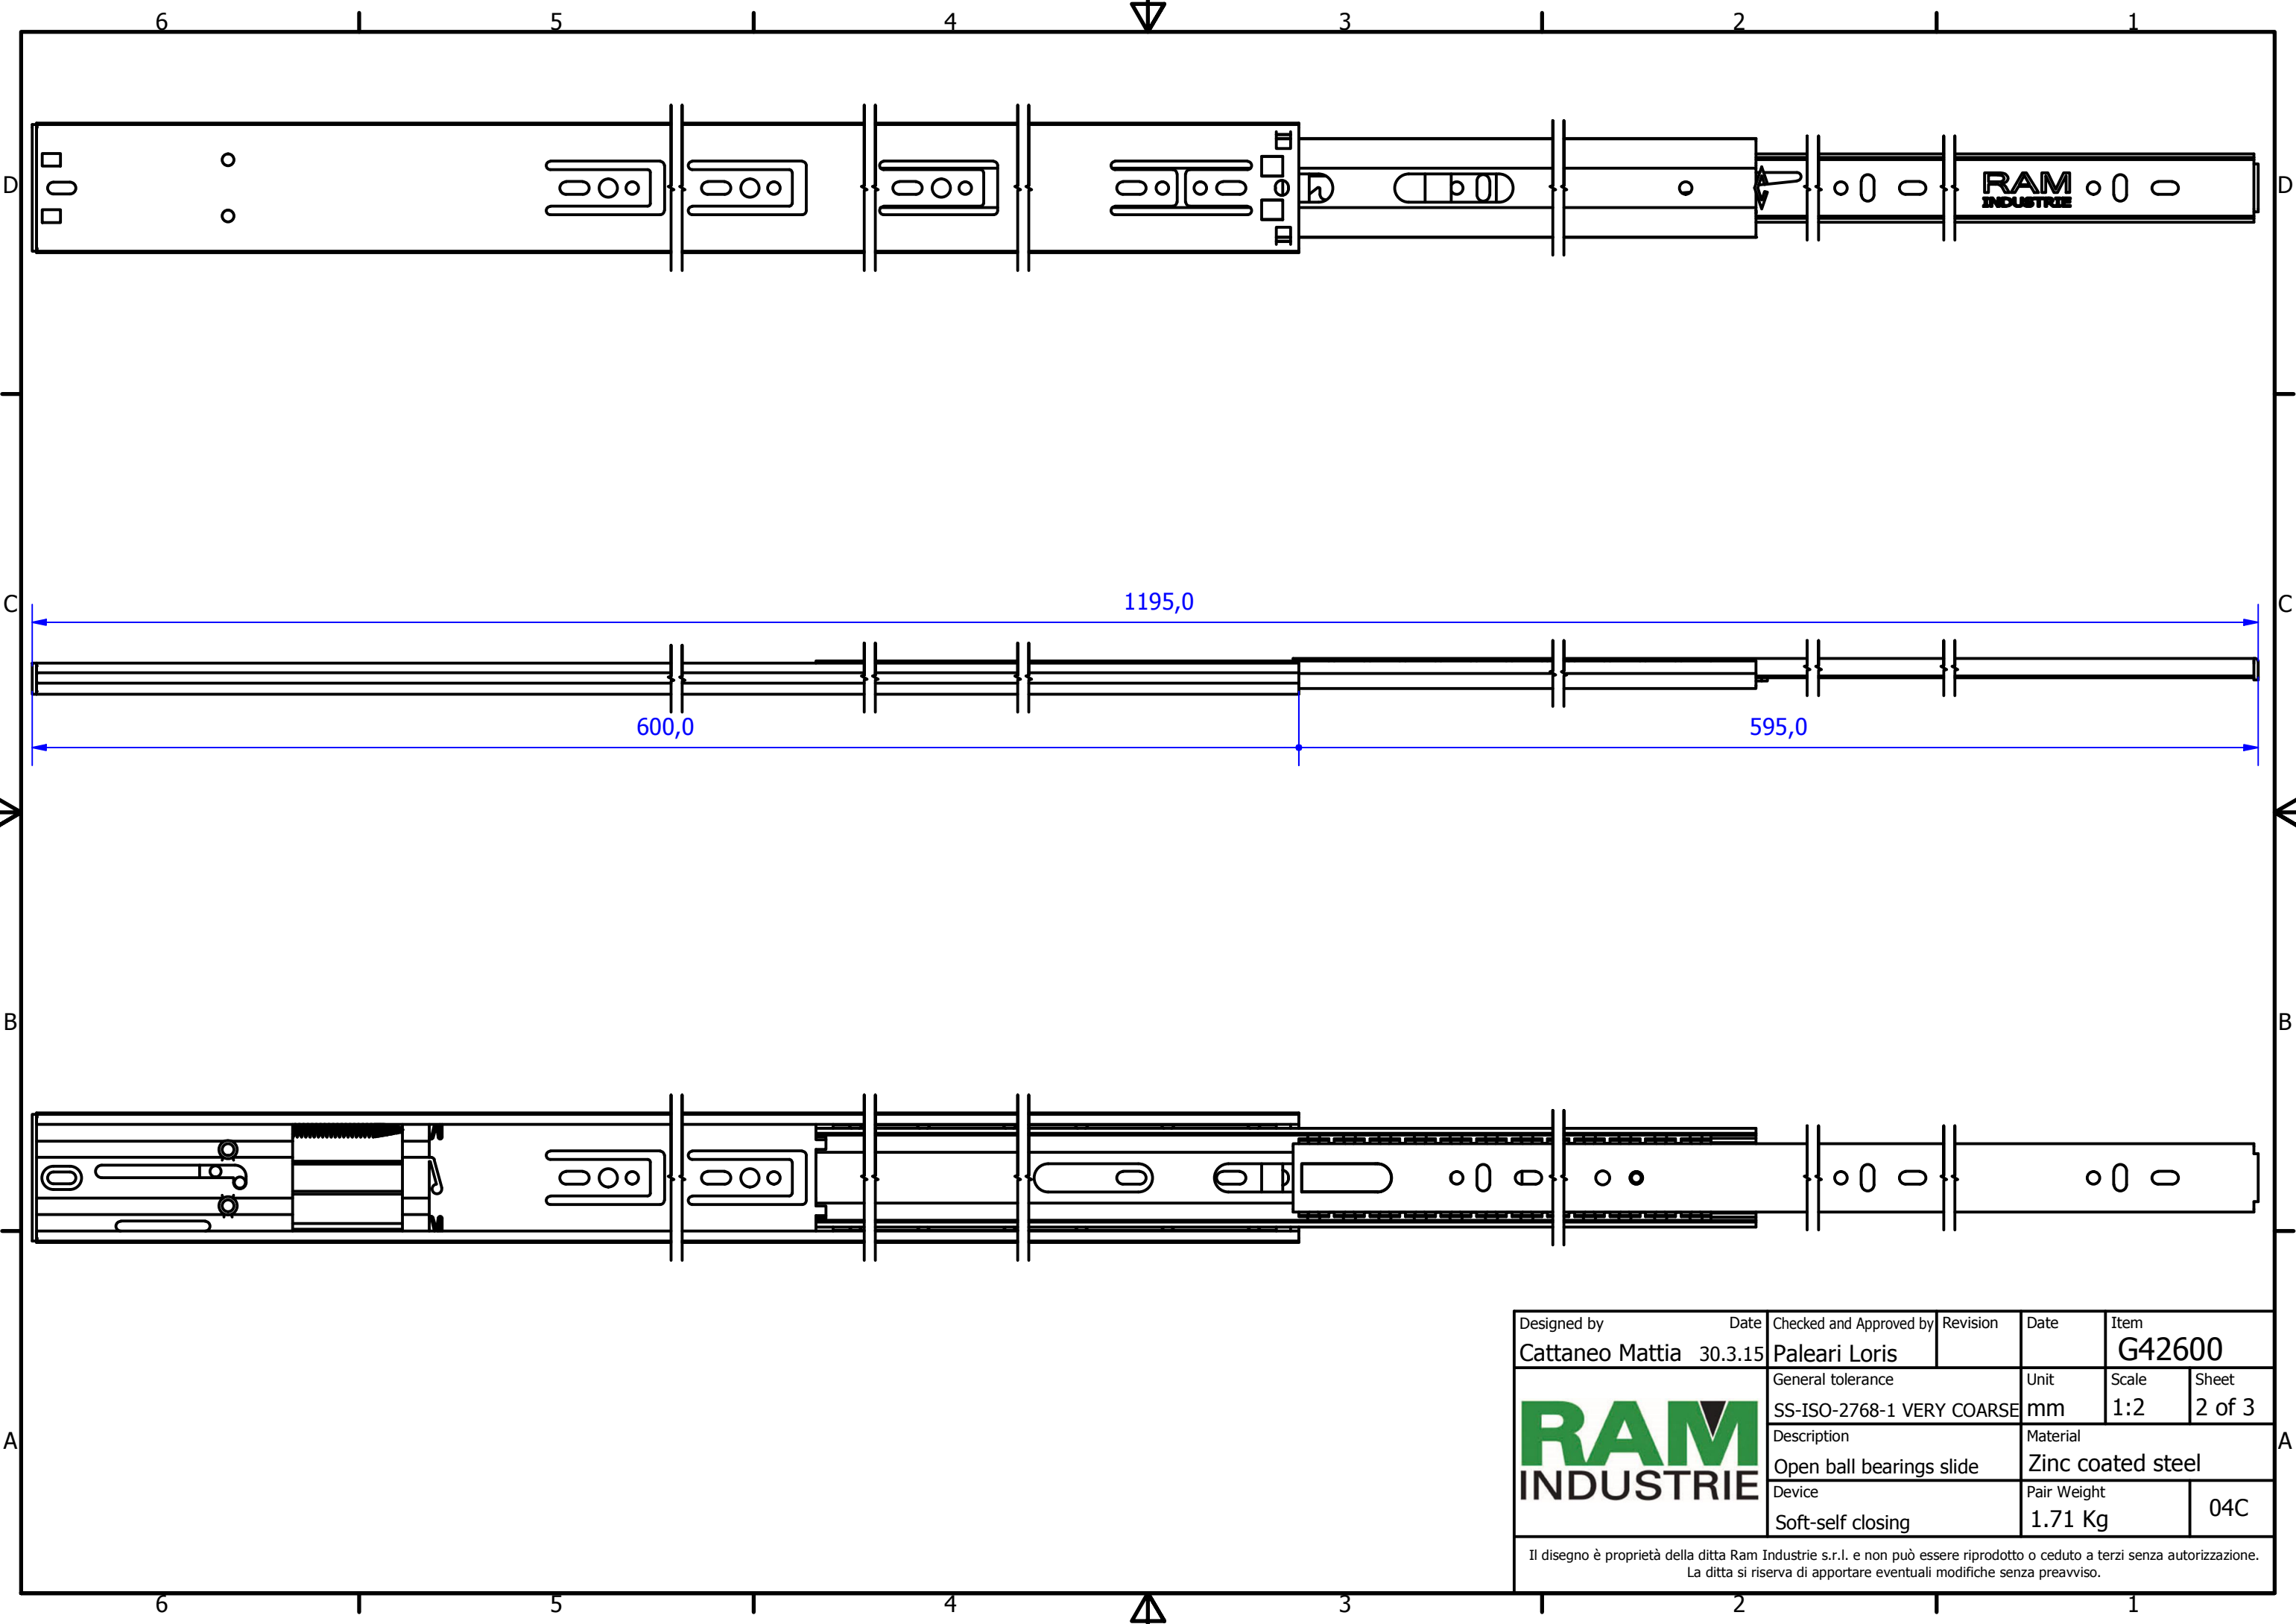 6 5 4 3 2 1
D D
RAM
INDUSTRIE
C C
1195,0
600,0 595,0
B B
Designed by Date Checked and Approved by Revision Date Item
Cattaneo Mattia 30.3.15 Paleari Loris G42600
General tolerance Unit Scale Sheet
SS-ISO-2768-1 VERY COARSE mm 1:2 2 of 3
A A
RAM
INDUSTRIE
Description Material
Open ball bearings slide Zinc coated steel
Device Pair Weight
Soft-self closing 1.71 Kg 04C
Il disegno è proprietà della ditta Ram Industrie s.r.l. e non può essere riprodotto o ceduto a terzi senza autorizzazione.
La ditta si riserva di apportare eventuali modifiche senza preavviso.
6 5 4 3 2 1